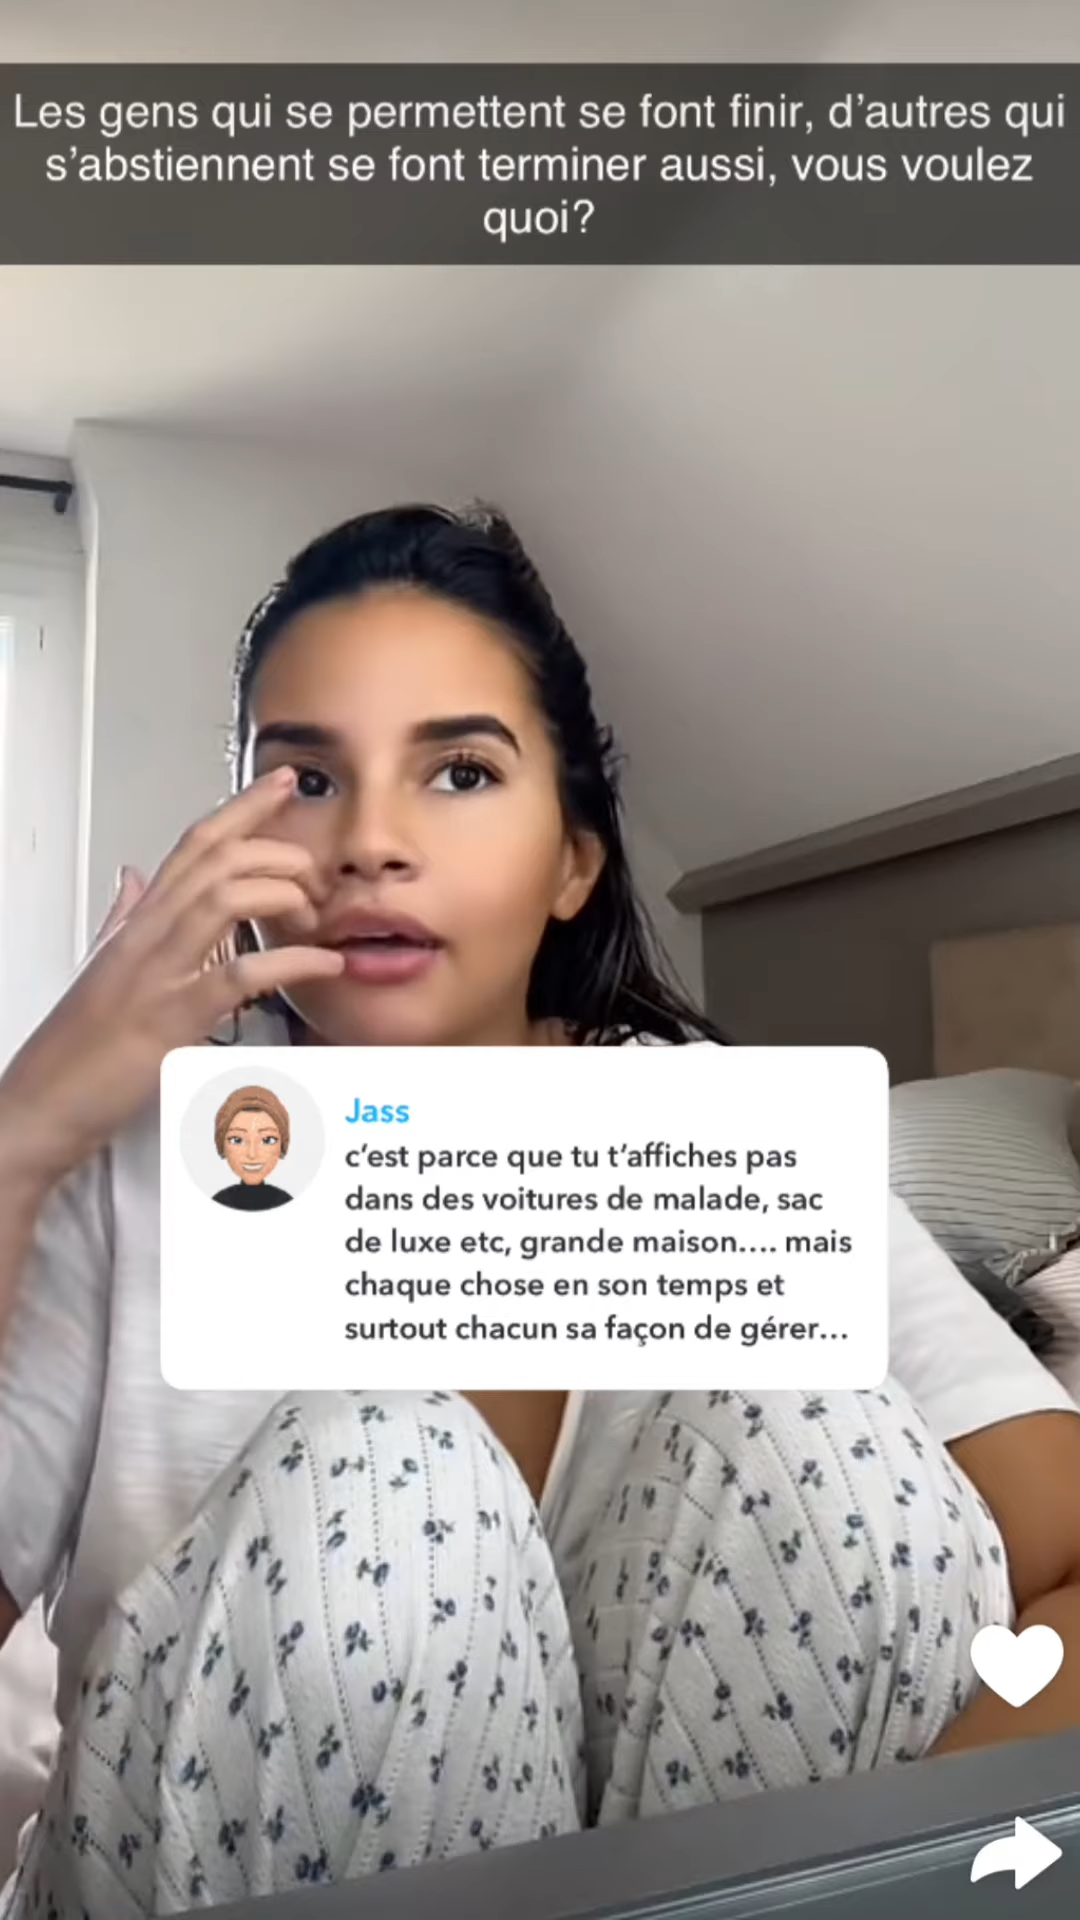 Les gens qui se permettent se font finir, d’autres qui
s’abstiennent se font terminer aussi, vous voulez
quoi?
Jass
c’est parce que tu t’affiches pas
dans des voitures de malade, sac
de luxe etc, grande maison.... mais
chaque chose en son temps et
surtout chacun sa façon de gérer...